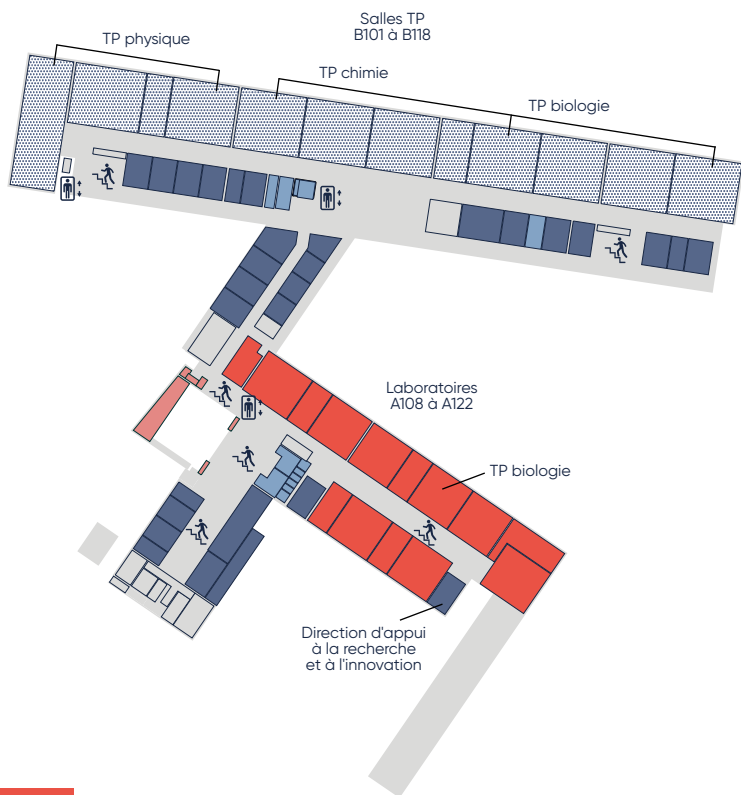 Salles TP
B101 à B118
TP physique
TP chimie
TP biologie
Laboratoires
A108 à A122
TP biologie
Direction d'appui
à la recherche
et à l'innovation